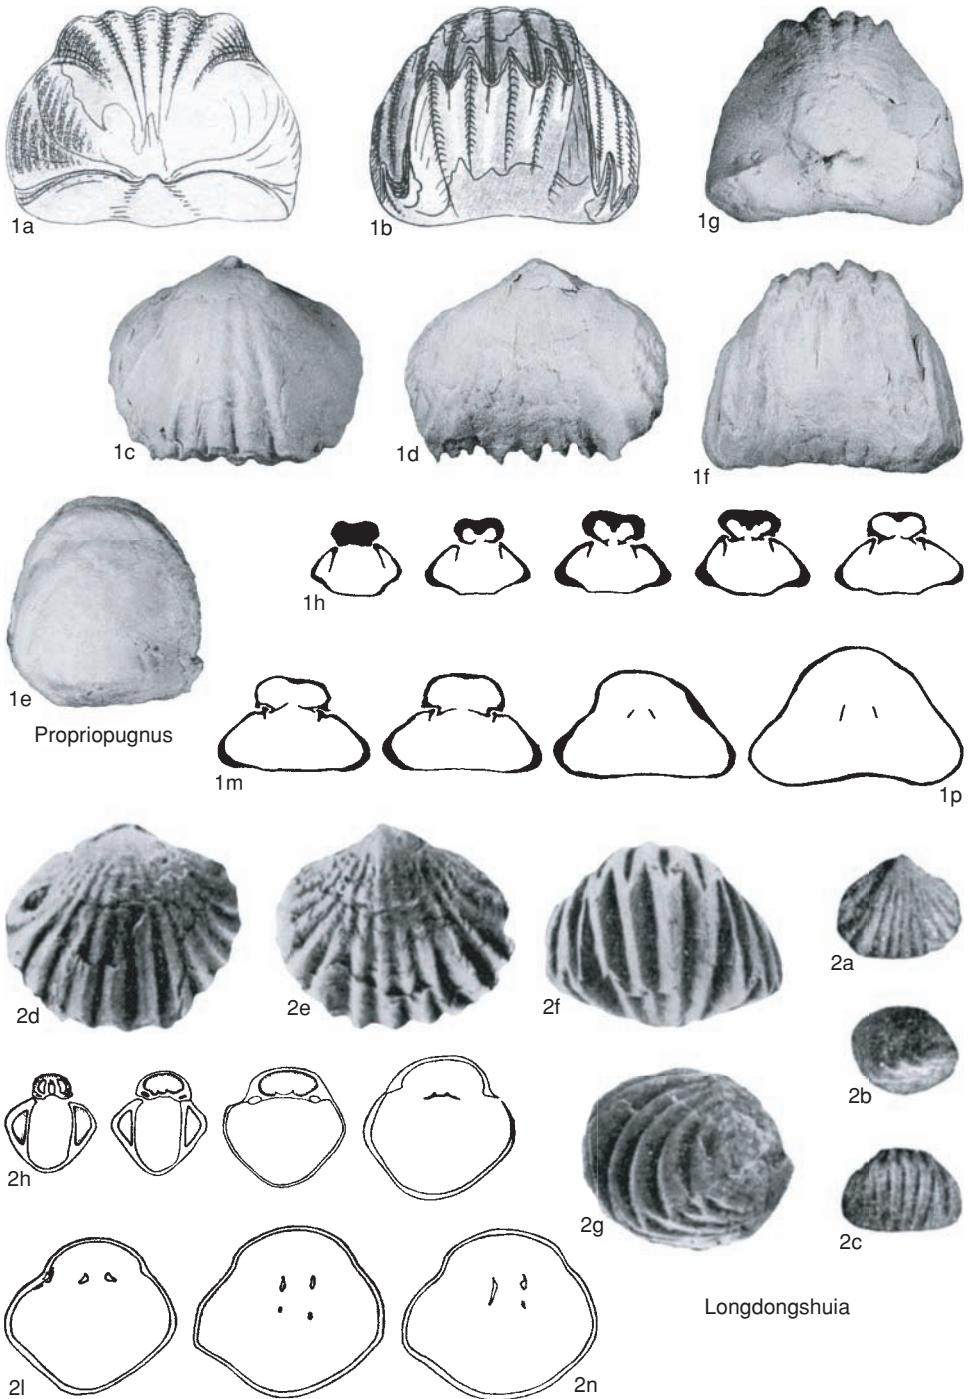 1a
1b
1g
1c
1d
1f
1h
1e
Propriopugnus
1m
1p
2d
2e
2f
2a
2b
2h
2g
2c
Longdongshuia
2l
2n